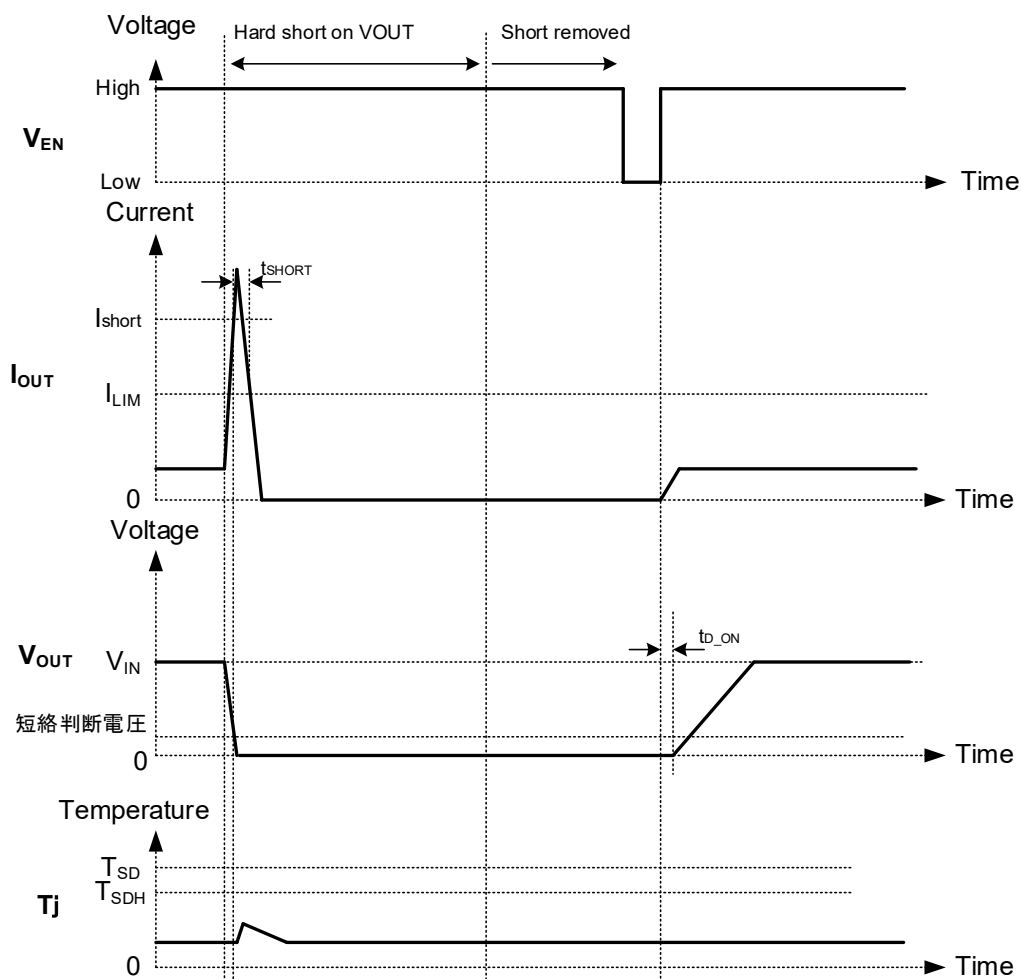 Voltage
Hard short on VOUT
Short removed
High
VEN
Low
Time
Current
tSHORT
Ishort
IOUT
ILIM
0
Time
Voltage
tD_ON
VOUT
VIN
短絡判断電圧
0
Time
Temperature
TSD
TSDH
Tj
0
Time